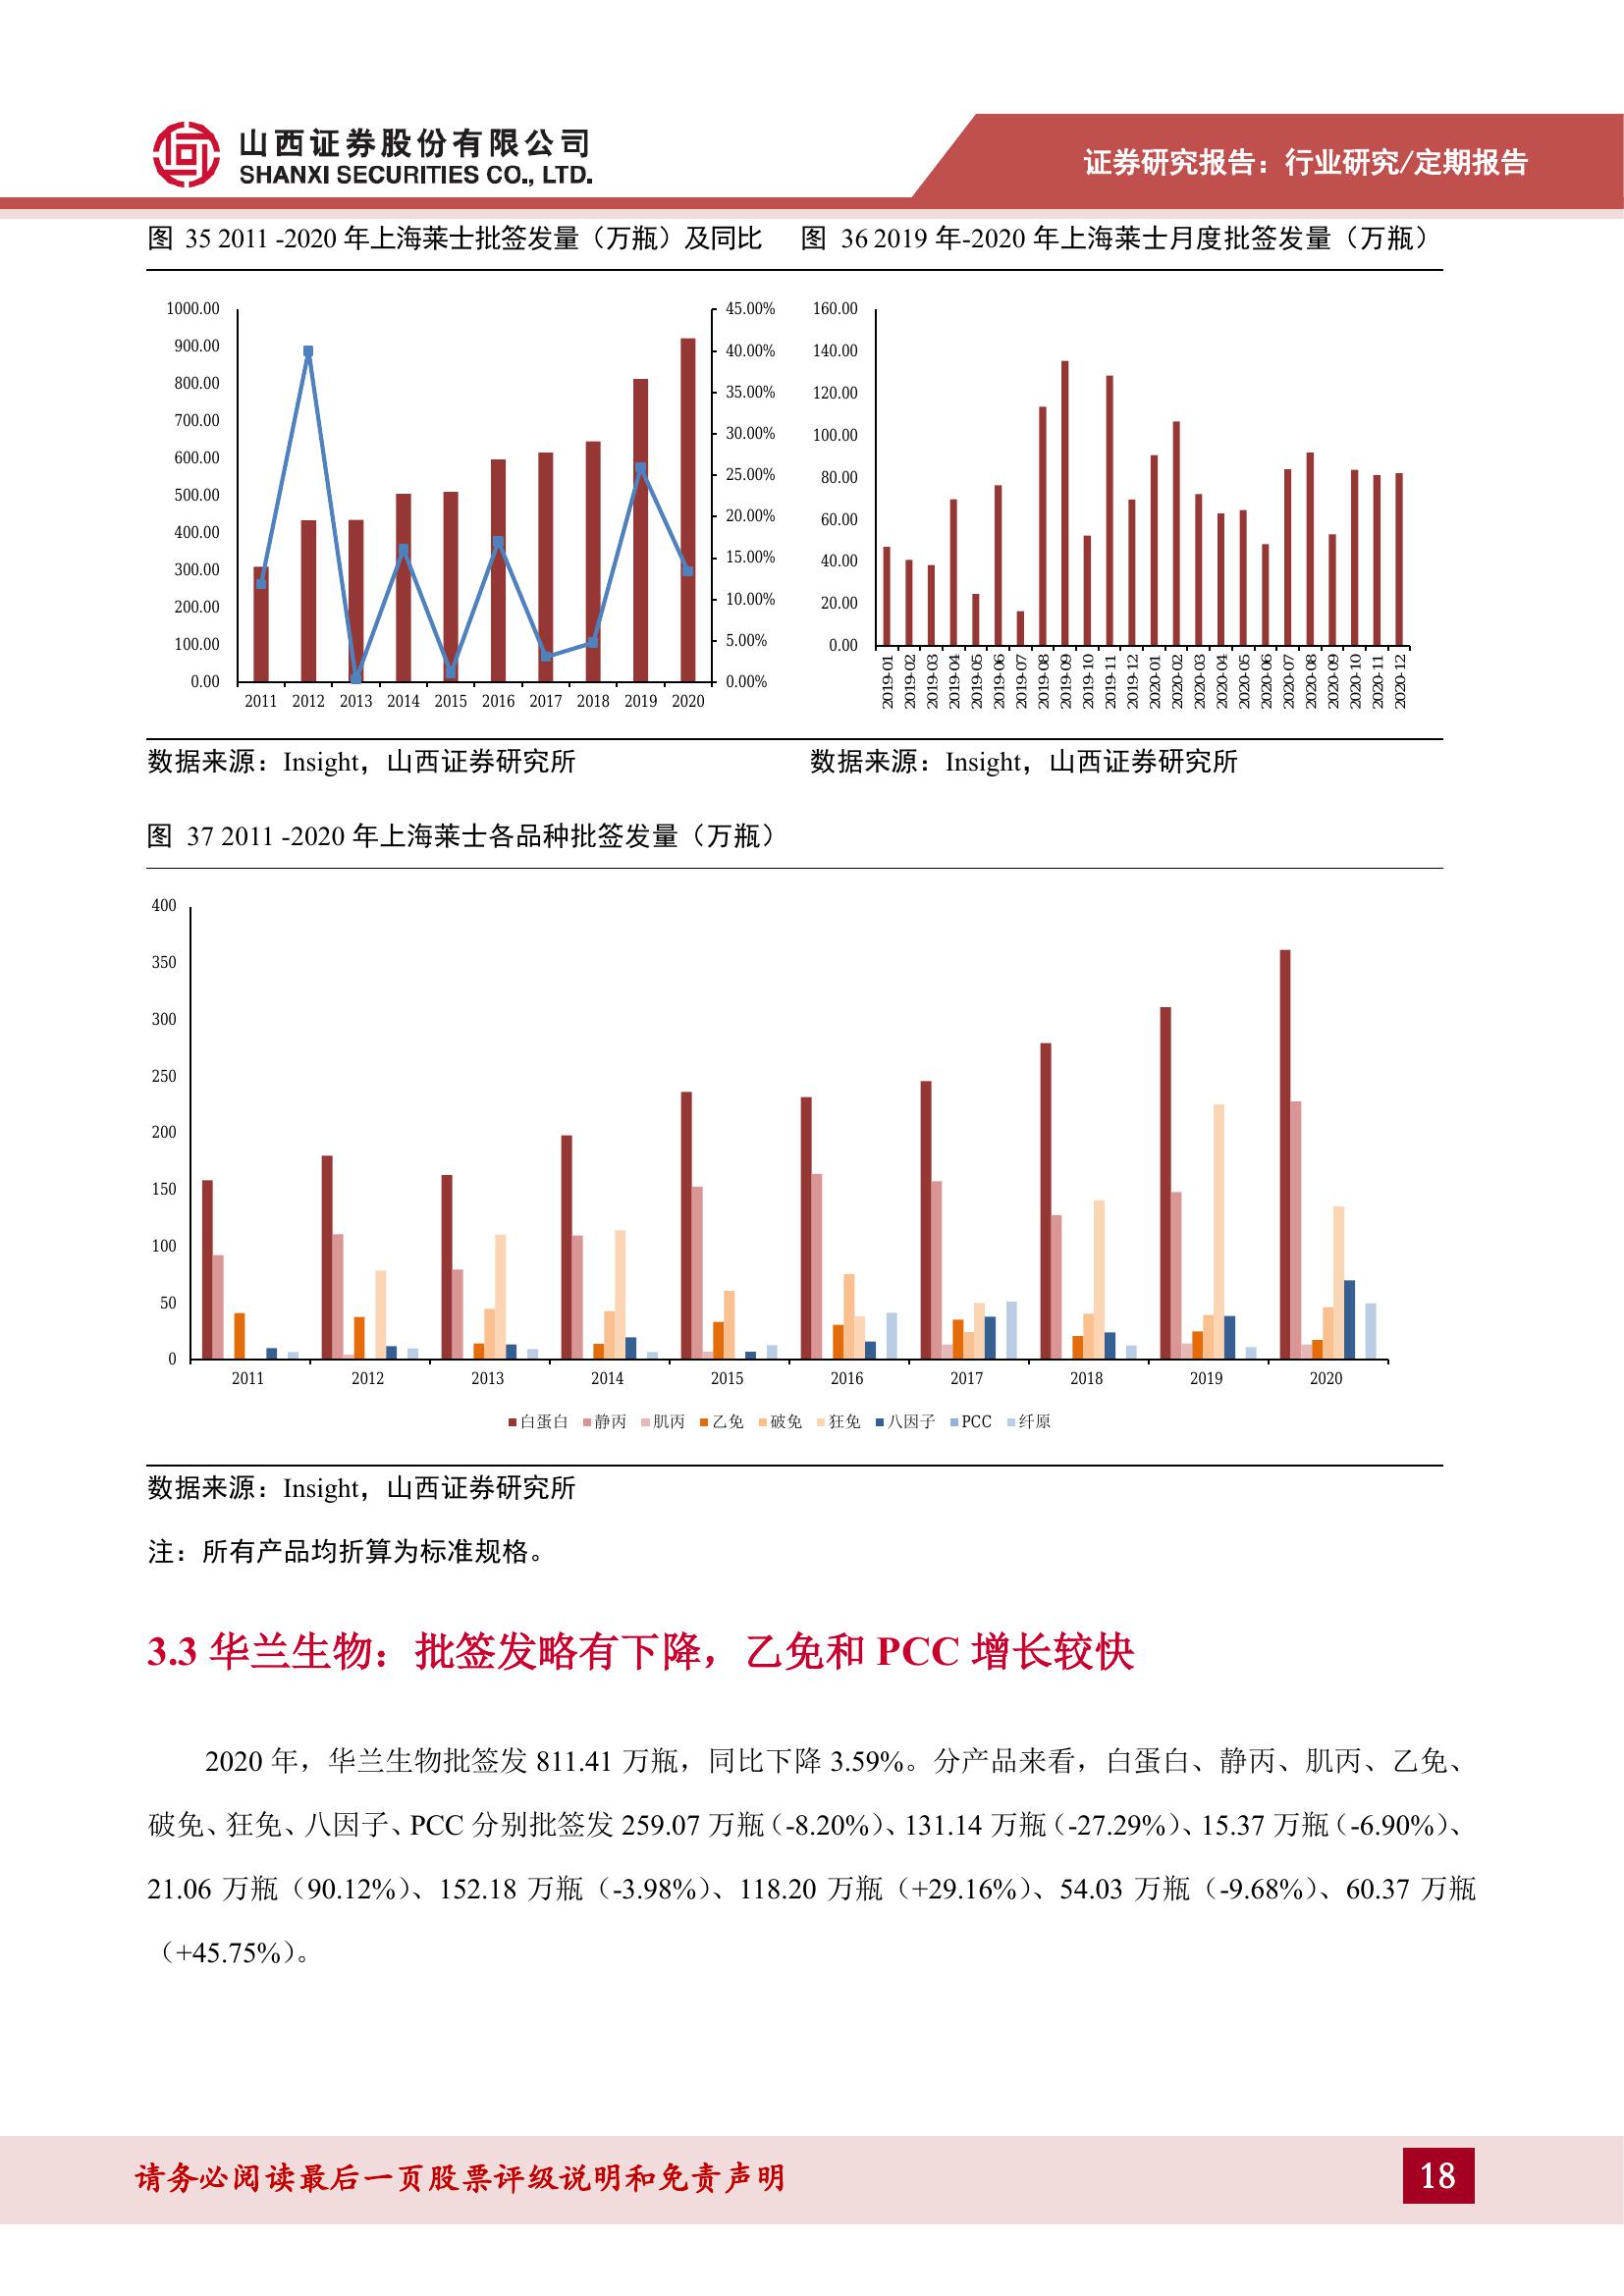 山西证券股份有限公司
SHANXI SECURITIES CO., LTD.
证券研究报告：行业研究/定期报告
图 35 2011 -2020 年上海莱士批签发量（万瓶）及同比
图 36 2019 年-2020 年上海莱士月度批签发量（万瓶）
1000.00
900.00
800.00
700.00
600.00
500.00
400.00
300.00
200.00
100.00
0.00
45.00%
40.00%
35.00%
30.00%
25.00%
20.00%
15.00%
10.00%
5.00%
0.00%
2011 2012 2013 2014 2015 2016 2017 2018 2019 2020
160.00
140.00
120.00
100.00
80.00
60.00
40.00
20.00
0.00
2019-01 2019-02 2019-03 2019-04 2019-05 2019-06 2019-07 2019-08 2019-09 2019-10 2019-11 2019-12 2020-01 2020-02 2020-03 2020-04 2020-05 2020-06 2020-07 2020-08 2020-09 2020-10 2020-11 2020-12
数据来源：Insight，山西证券研究所
数据来源：Insight，山西证券研究所
图 37 2011 -2020 年上海莱士各品种批签发量（万瓶）
400
350
300
250
200
150
100
50
0
2011 2012 2013 2014 2015 2016 2017 2018 2019 2020
白蛋白 静丙 肌丙 乙免 破免 狂免 八因子 PCC 纤原
数据来源：Insight，山西证券研究所
注：所有产品均折算为标准规格。
3.3 华兰生物：批签发略有下降，乙免和 PCC 增长较快
2020 年，华兰生物批签发 811.41 万瓶，同比下降 3.59%。分产品来看，白蛋白、静丙、肌丙、乙免、
破免、狂免、八因子、PCC 分别批签发 259.07 万瓶（-8.20%）、131.14 万瓶（-27.29%）、15.37 万瓶（-6.90%）、
21.06 万瓶（90.12%）、152.18 万瓶（-3.98%）、118.20 万瓶（+29.16%）、54.03 万瓶（-9.68%）、60.37 万瓶
（+45.75%）。
请务必阅读最后一页股票评级说明和免责声明
18